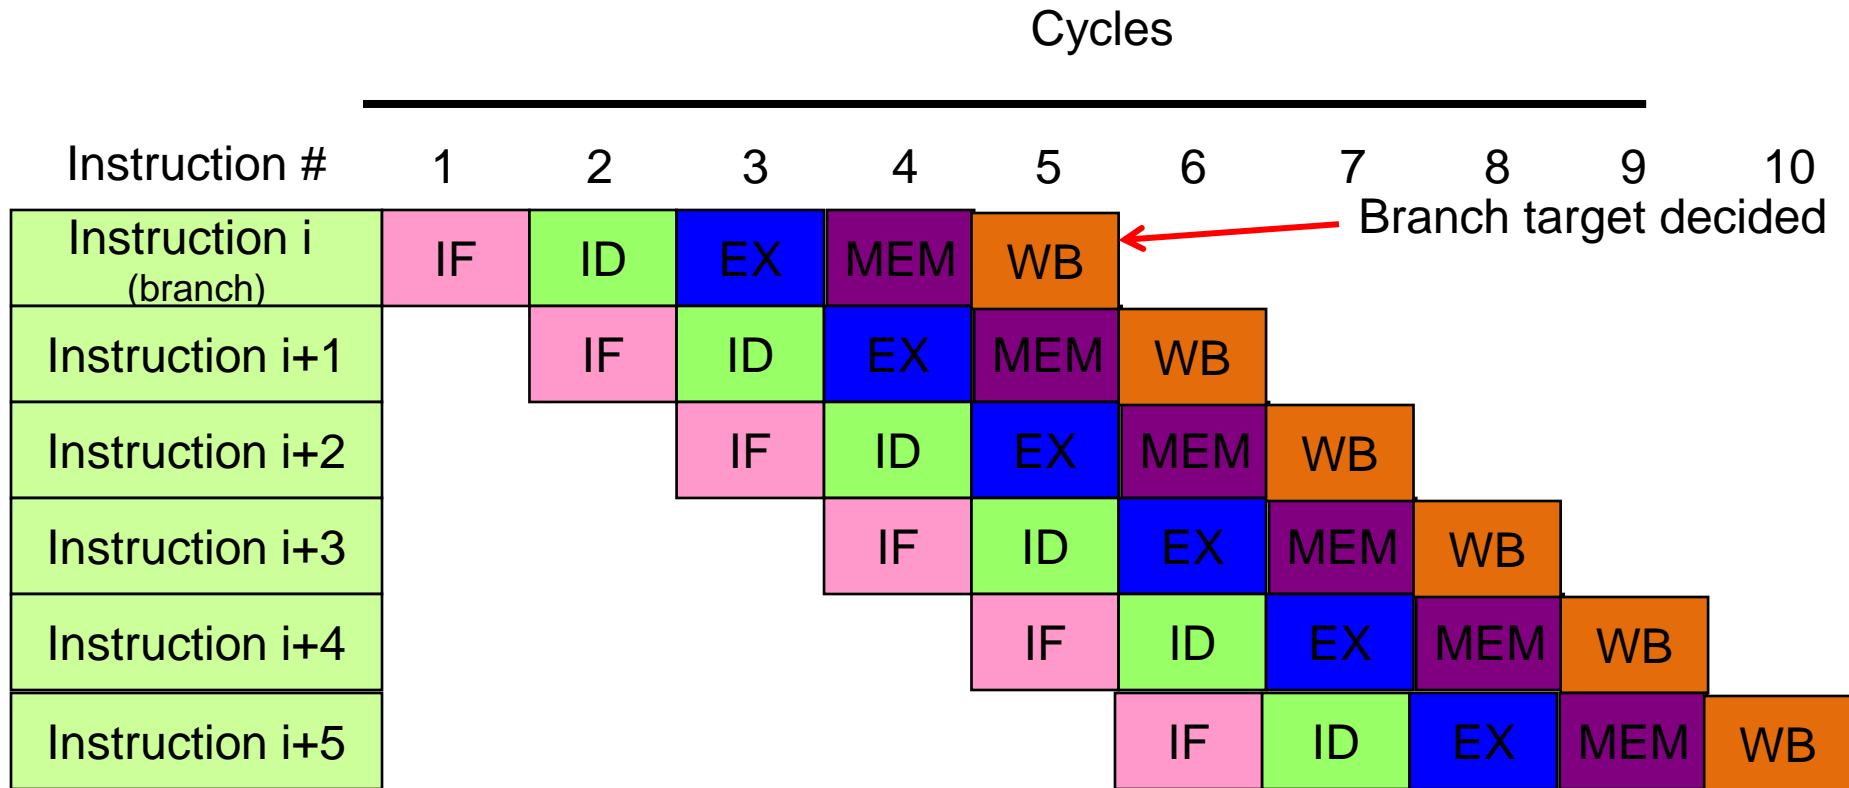 Cycles
Instruction # 1 2 3 4 5 6 7 8 9 10
Branch target decided
Instruction i
(branch)
IF ID EX MEM WB
Instruction i+1 IF ID EX MEM WB
Instruction i+2 IF ID EX MEM WB
Instruction i+3 IF ID EX MEM WB
Instruction i+4 IF ID EX MEM WB
Instruction i+5 IF ID EX MEM WB